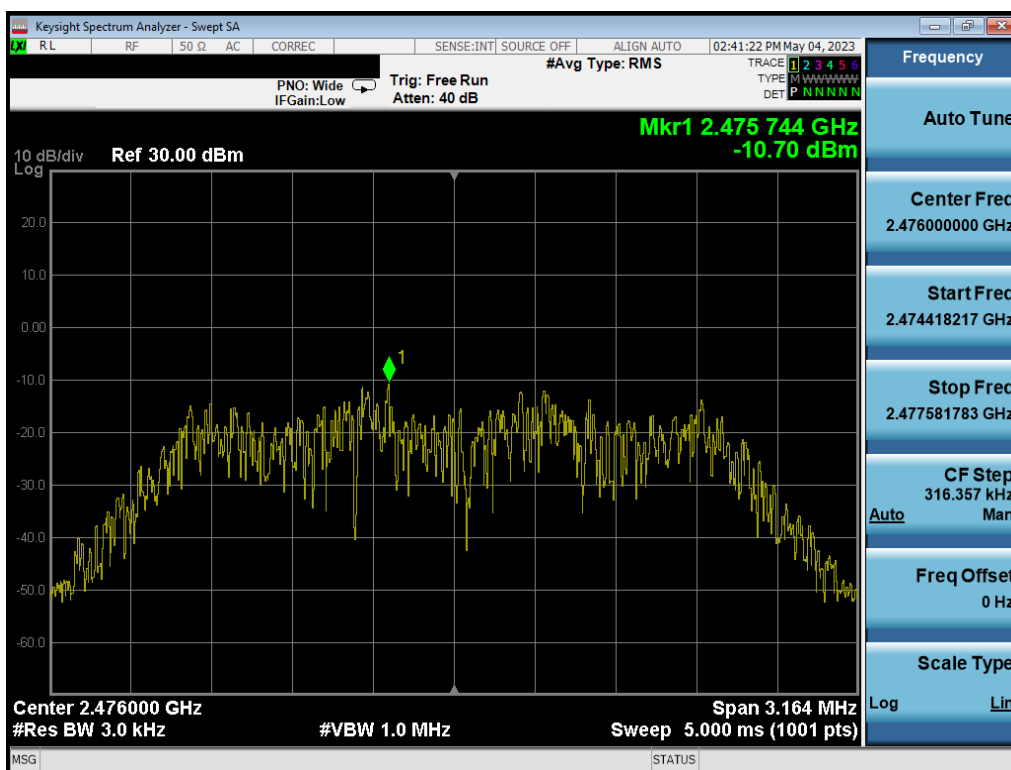 Keysight Spectrum Analyzer - Swept SA
LXI RL RF 50 Ω AC CORREC SENSE:INT SOURCE OFF ALIGN AUTO 02:41:22 PM May 04, 2023
PNO: Wide
IFGain:Low
Trig: Free Run
Atten: 40 dB
#Avg Type: RMS
TRACE 1 2 3 4 5 6
TYPE M WWWWW
DET P N N N N N
Mkr1 2.475 744 GHz
-10.70 dBm
10 dB/div
Log
Ref 30.00 dBm
20.0
10.0
0.00
-10.0
-20.0
-30.0
-40.0
-50.0
-60.0
1
Center 2.476000 GHz
#Res BW 3.0 kHz
#VBW 1.0 MHz
Span 3.164 MHz
Sweep 5.000 ms (1001 pts)
MSG
STATUS
Frequency
Auto Tune
Center Freq
2.476000000 GHz
Start Freq
2.474418217 GHz
Stop Freq
2.477581783 GHz
CF Step
316.357 kHz
Auto Man
Freq Offset
0 Hz
Scale Type
Log Lin